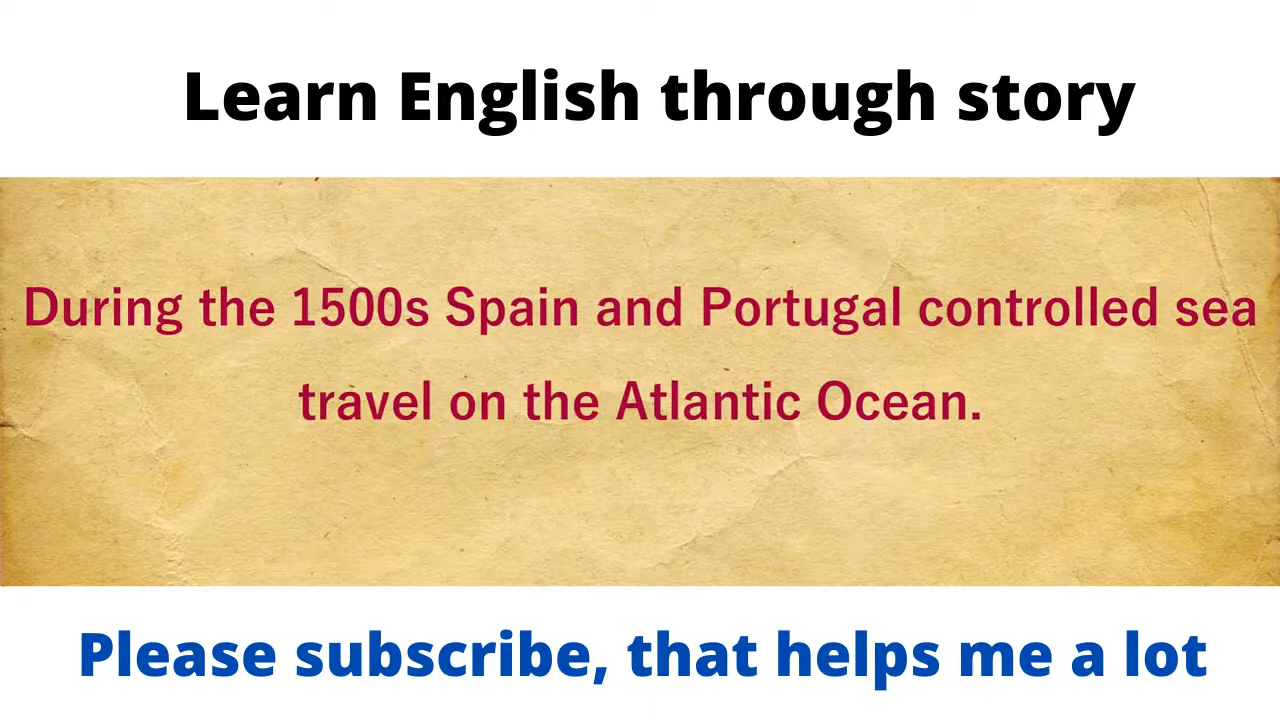 Learn English through story
During the 1500s Spain and Portugal controlled sea
travel on the Atlantic Ocean.
Please subscribe, that helps me a lot